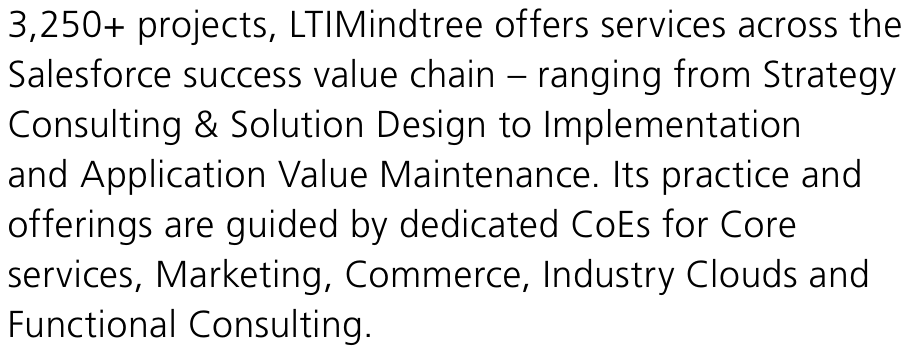 3,250+ projects, LTIMindtree offers services across the
Salesforce success value chain – ranging from Strategy
Consulting & Solution Design to Implementation
and Application Value Maintenance. Its practice and
offerings are guided by dedicated CoEs for Core
services, Marketing, Commerce, Industry Clouds and
Functional Consulting.